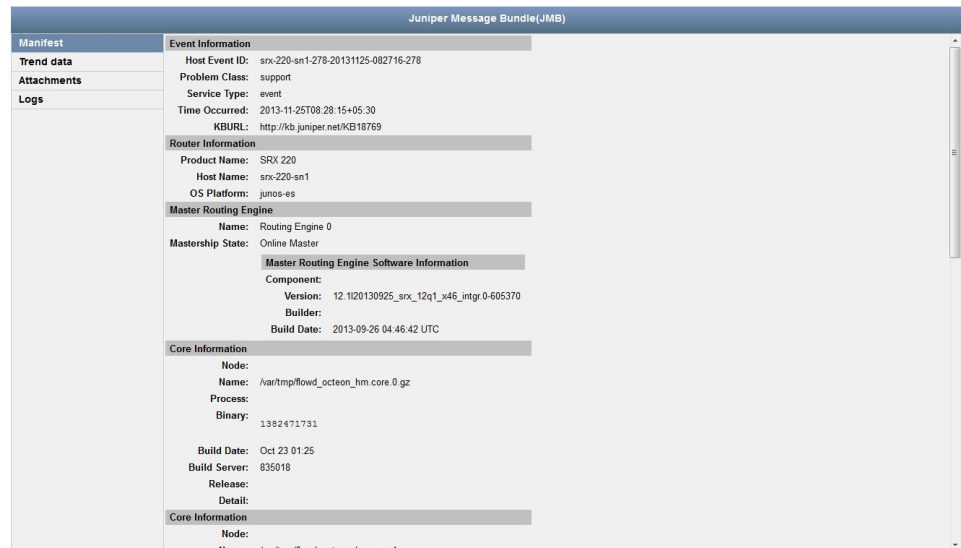 Juniper Message Bundle(JMB)
Manifest
Trend data
Attachments
Logs
Event Information
Host Event ID: srx-220-sn1-278-20131125-082716-278
Problem Class: support
Service Type: event
Time Occurred: 2013-11-25T08:28:15+05:30
KBURL: http://kb.juniper.net/KB18769
Router Information
Product Name: SRX 220
Host Name: srx-220-sn1
OS Platform: junos-es
Master Routing Engine
Name: Routing Engine 0
Mastership State: Online Master
Master Routing Engine Software Information
Component:
Version: 12.1I20130925_srx_12q1_x46_intgr.0-605370
Builder:
Build Date: 2013-09-26 04:46:42 UTC
Core Information
Node:
Name: /var/tmp/flowd_octeon_hm.core.0.gz
Process:
Binary:
1382471731
Build Date: Oct 23 01:25
Build Server: 835018
Release:
Detail:
Core Information
Node: